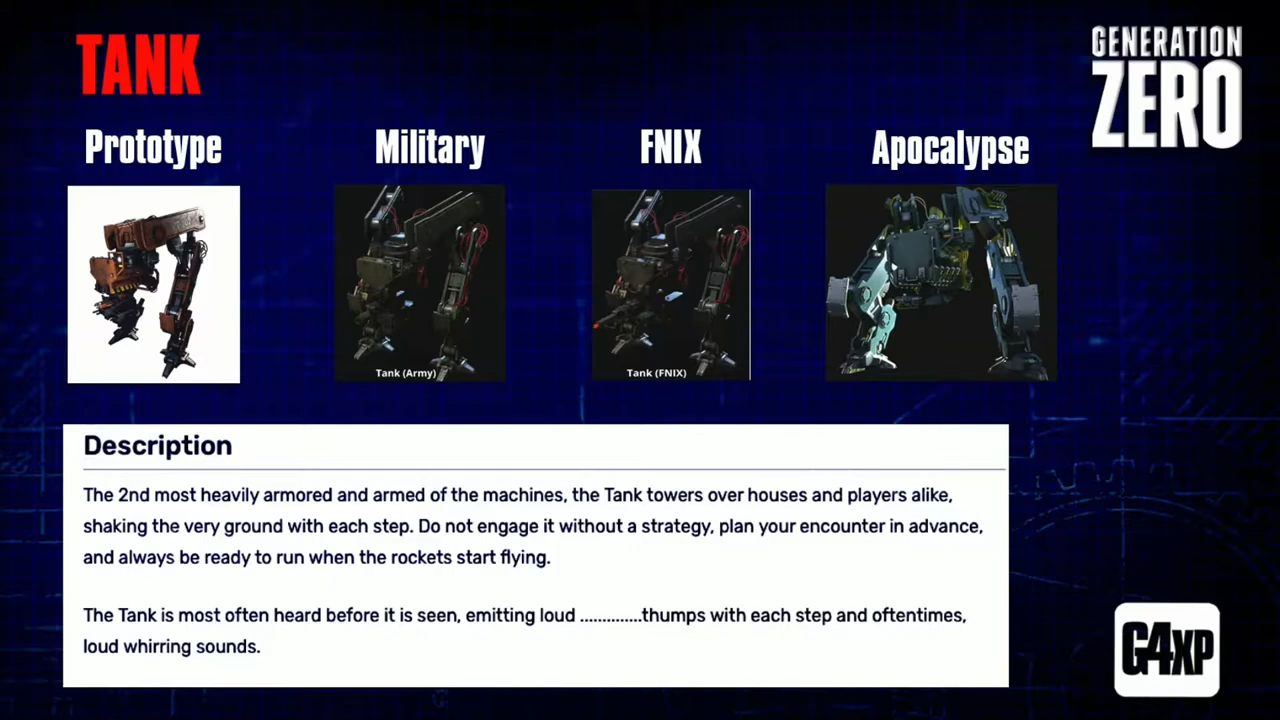 TANK
GENERATION
ZERO
Prototype
Military
FNIX
Apocalypse
Tank (Army)
Tank (FNIX)
Description
The 2nd most heavily armored and armed of the machines, the Tank towers over houses and players alike,
shaking the very ground with each step. Do not engage it without a strategy, plan your encounter in advance,
and always be ready to run when the rockets start flying.
The Tank is most often heard before it is seen, emitting loud ..............thumps with each step and oftentimes,
loud whirring sounds.
G4XP